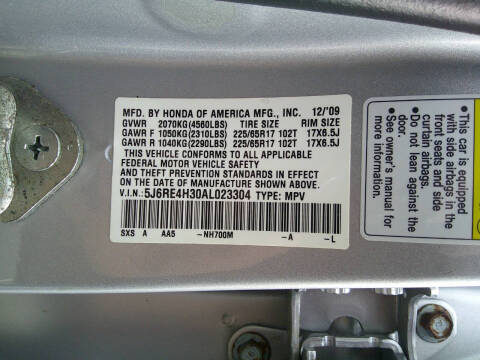 MFD. BY HONDA OF AMERICA MFG., INC. 12/'09
GVWR 2070KG(4560LBS) TIRE SIZE RIM SIZE
GAWR F 1050KG(2310LBS) 225/65R17 102T 17X6.5J
GAWR R 1040KG(2290LBS) 225/65R17 102T 17X6.5J
THIS VEHICLE CONFORMS TO ALL APPLICABLE
FEDERAL MOTOR VEHICLE SAFETY
AND THEFT PREVENTION STANDARDS IN EFFECT
ON THE DATE OF MANUFACTURE SHOWN ABOVE.
V.I.N.: 5J6RE4H30AL023304 TYPE: MPV
SXS A AA5 -NH700M -A -L
•This car is equipped
with side airbags in the
front seats and side
curtain airbags.
•Do not lean against the
door.
•See owner's manual for
more information.